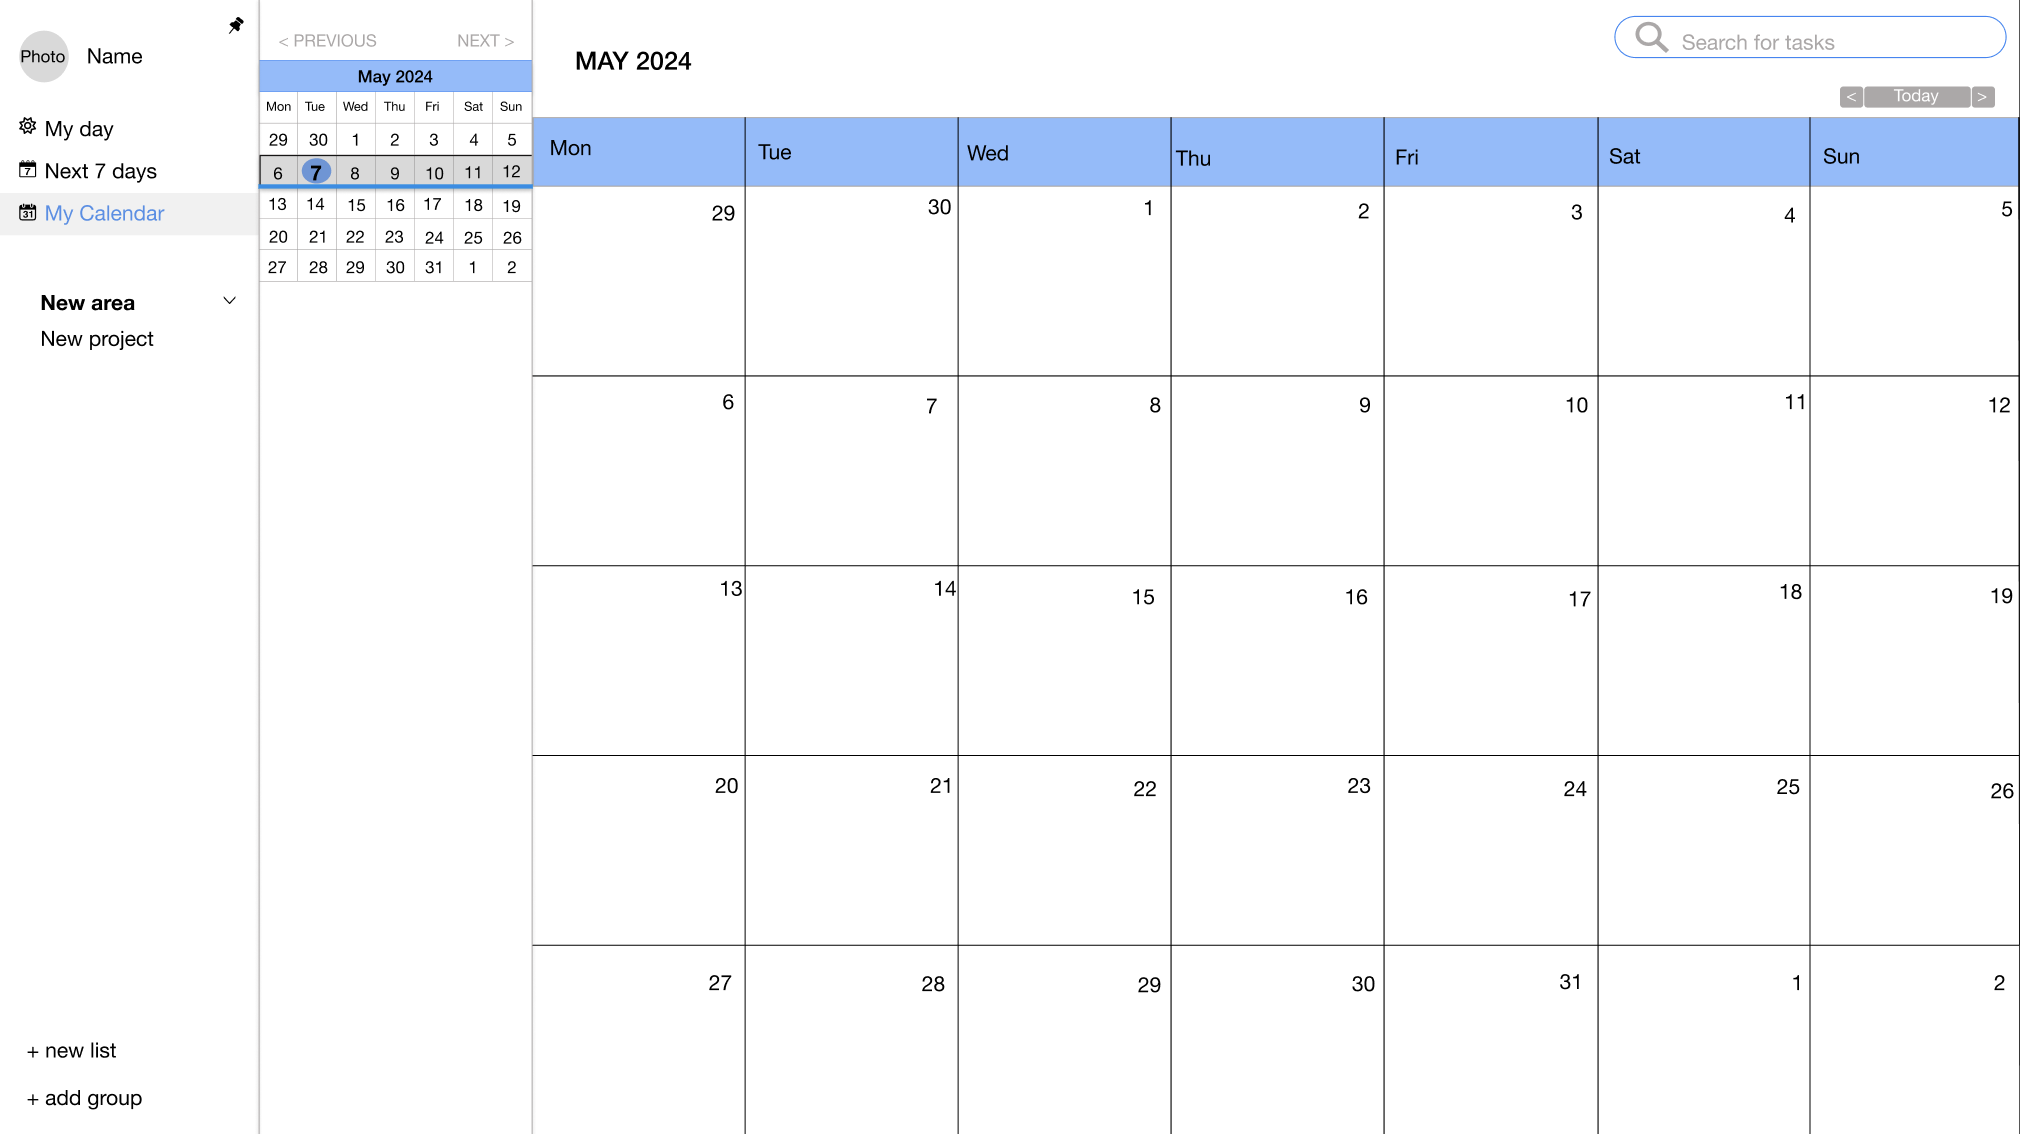 Photo Name
My day
7 Next 7 days
31 My Calendar
New area
New project
+ new list
+ add group
< PREVIOUS NEXT >
May 2024
Mon Tue Wed Thu Fri Sat Sun
29 30 1 2 3 4 5
6 7 8 9 10 11 12
13 14 15 16 17 18 19
20 21 22 23 24 25 26
27 28 29 30 31 1 2
MAY 2024
Search for tasks
< Today >
Mon Tue Wed Thu Fri Sat Sun
29 30 1 2 3 4 5
6 7 8 9 10 11 12
13 14 15 16 17 18 19
20 21 22 23 24 25 26
27 28 29 30 31 1 2